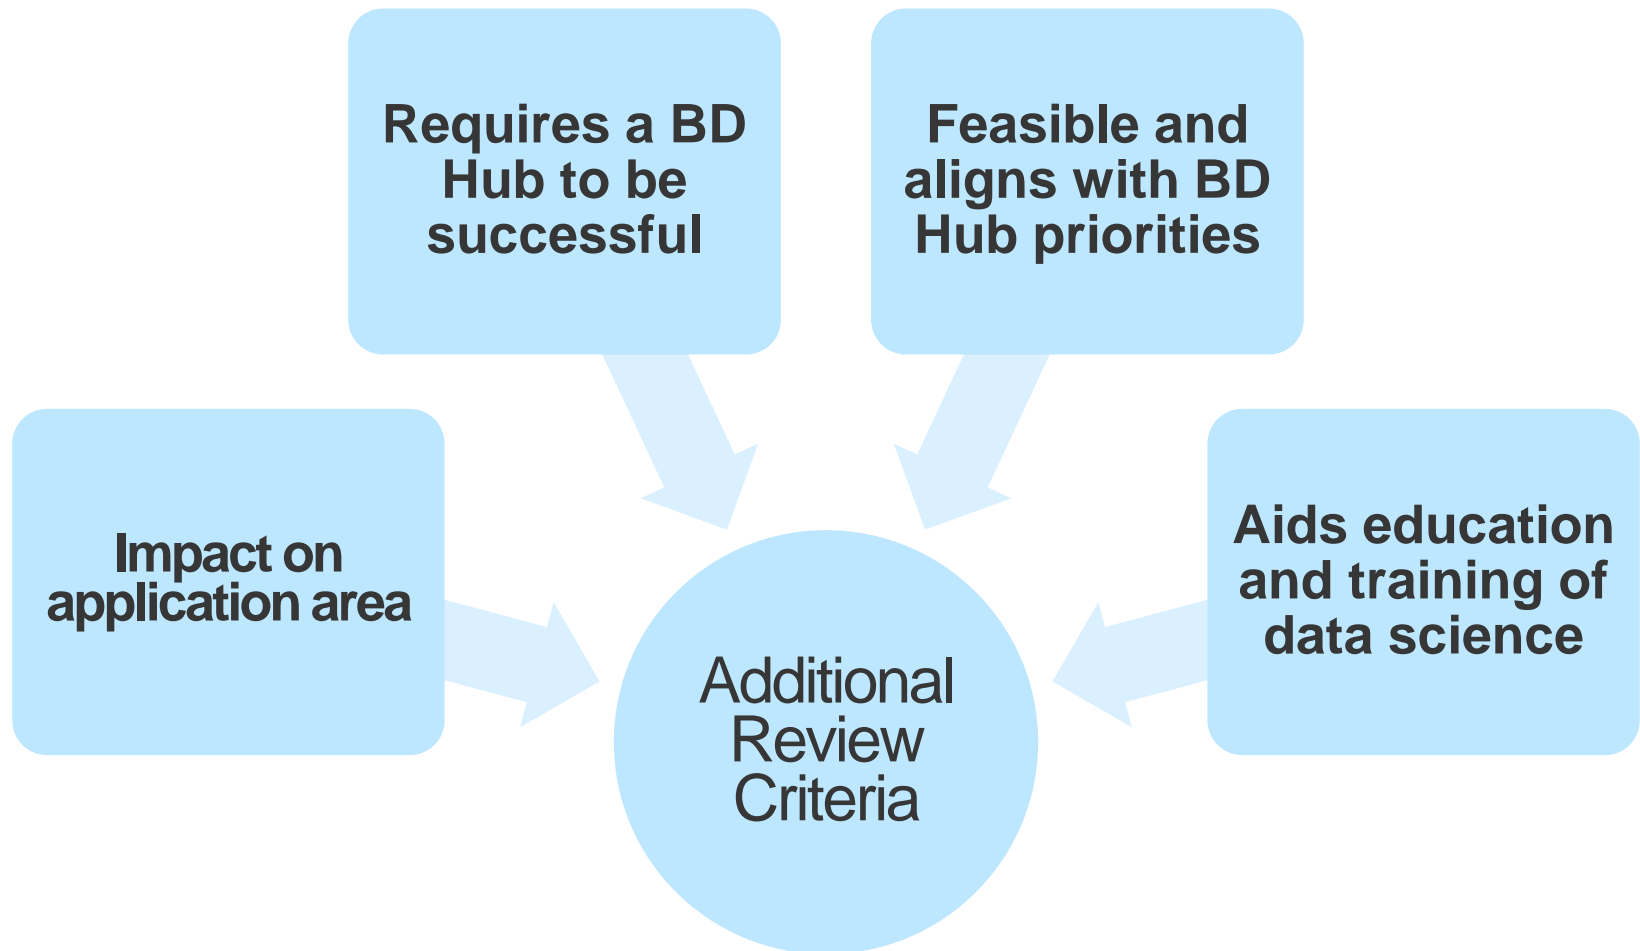 Requires a BD
Hub to be
successful
Feasible and
aligns with BD
Hub priorities
Impact on
application area
Aids education
and training of
data science
Additional
Review
Criteria